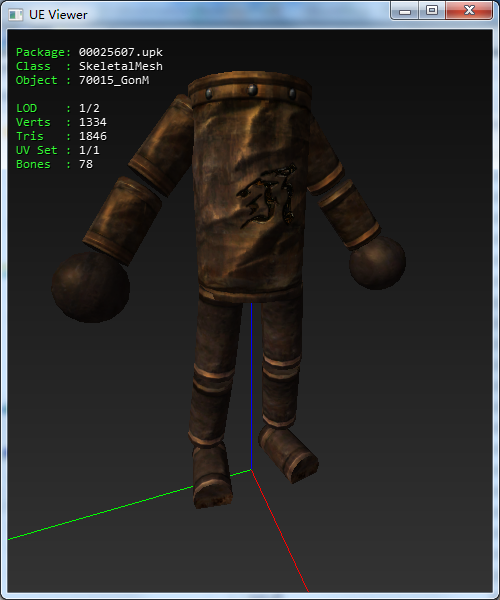 UE Viewer
Package: 00025607.upk
Class : SkeletalMesh
Object : 70015_GonM
LOD : 1/2
Verts : 1334
Tris : 1846
UV Set : 1/1
Bones : 78